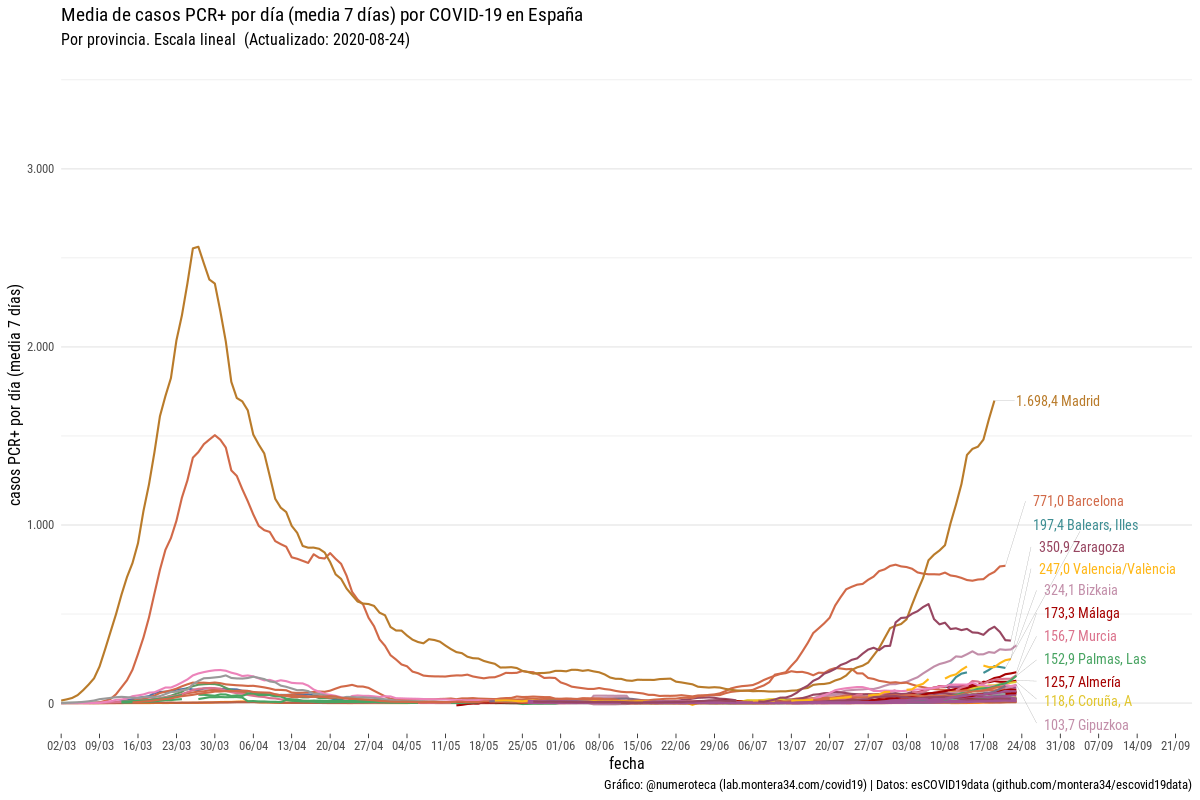 Media de casos PCR+ por día (media 7 días) por COVID-19 en España
Por provincia. Escala lineal (Actualizado: 2020-08-24)
casos PCR+ por día (media 7 días)
3.000
2.000
1.000
0
1.698,4 Madrid
771,0 Barcelona
197,4 Balears, Illes
350,9 Zaragoza
247,0 Valencia/València
324,1 Bizkaia
173,3 Málaga
156,7 Murcia
152,9 Palmas, Las
125,7 Almería
118,6 Coruña, A
103,7 Gipuzkoa
02/03 09/03 16/03 23/03 30/03 06/04 13/04 20/04 27/04 04/05 11/05 18/05 25/05 01/06 08/06 15/06 22/06 29/06 06/07 13/07 20/07 27/07 03/08 10/08 17/08 24/08 31/08 07/09 14/09 21/09
fecha
Gráfico: @numeroteca (lab.montera34.com/covid19) | Datos: esCOVID19data (github.com/montera34/escovid19data)